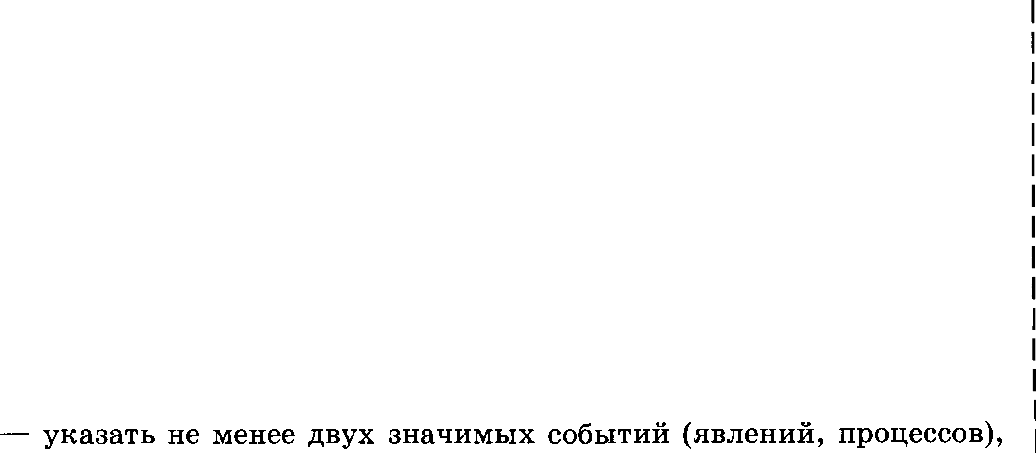 — указать не менее двух значимых событий (явлений, процессов),